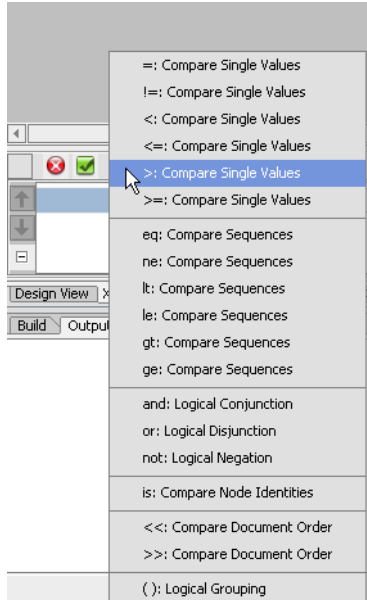 =: Compare Single Values
!=: Compare Single Values
<: Compare Single Values
<=: Compare Single Values
>: Compare Single Values
>=: Compare Single Values
eq: Compare Sequences
ne: Compare Sequences
lt: Compare Sequences
le: Compare Sequences
gt: Compare Sequences
ge: Compare Sequences
Design View X
Build Output
and: Logical Conjunction
or: Logical Disjunction
not: Logical Negation
is: Compare Node Identities
<<: Compare Document Order
>>: Compare Document Order
( ): Logical Grouping